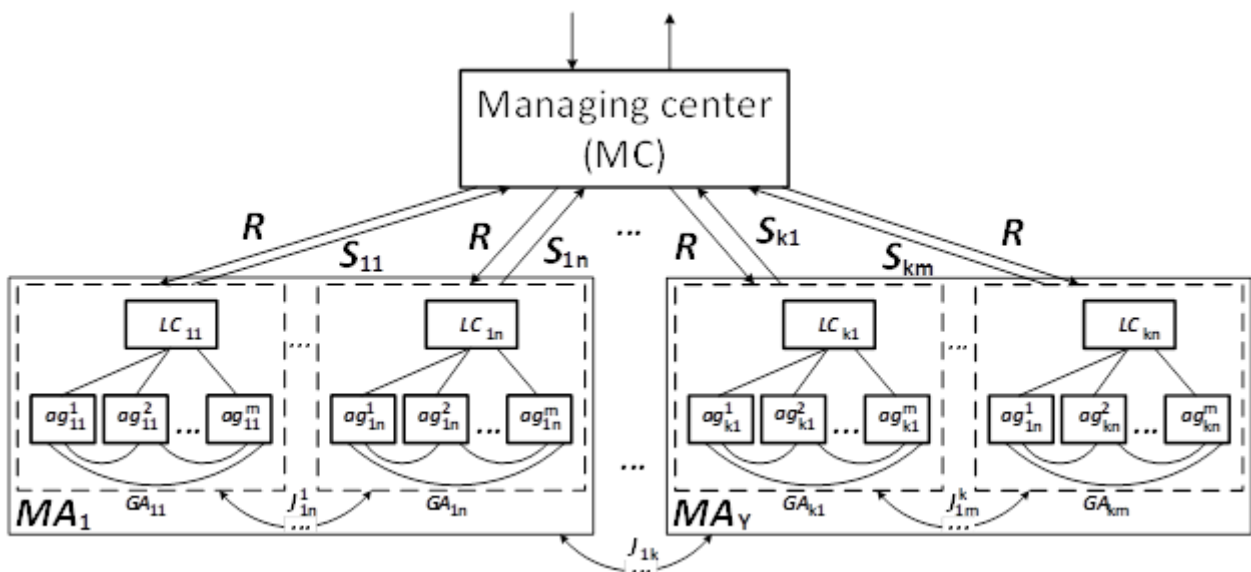 Managing center
(MC)
R S₁₁ R S₁ₙ ... R Sₖ₁ Sₖₘ R
LC₁₁ ... LC₁ₙ LCₖ₁ ... LCₖₙ
ag¹₁₁ ag²₁₁ ... agᵐ₁₁ ag¹₁ₙ ag²₁ₙ ... agᵐ₁ₙ ag¹ₖ₁ ag²ₖ₁ ... agᵐₖ₁ ag¹₁ₙ ag²ₖₙ ... agᵐₖₙ
...
MA₁ GA₁₁ J¹₁ₙ ... GA₁ₙ MAᵧ GAₖ₁ Jᵏ₁ₘ ... GAₖₘ
J₁ₖ
...